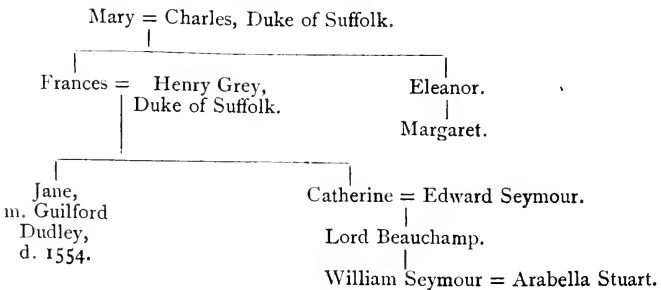 Mary = Charles, Duke of Suffolk.
Frances = Henry Grey, Eleanor.
Duke of Suffolk.
Margaret.
Jane, Catherine = Edward Seymour.
m. Guilford
Dudley, Lord Beauchamp.
d. 1554.
William Seymour = Arabella Stuart.